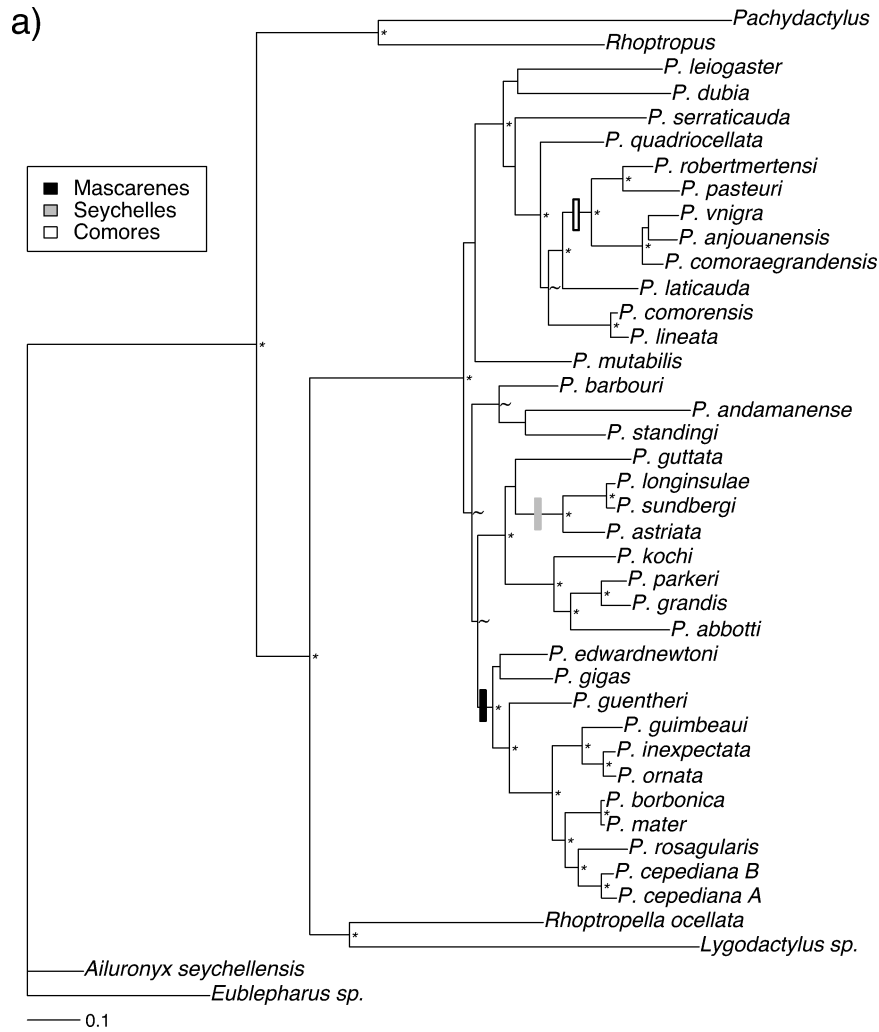 a)
Pachydactylus
Rhoptropus
P. leiogaster
P. dubia
P. serraticauda
P. quadriocellata
P. robertmertensi
Mascarenes
P. pasteuri
Seychelles
P. vnigra
Comores
P. anjouanensis
P. comoraegrandensis
P. laticauda
P. comorensis
P. lineata
P. mutabilis
P. barbouri
P. andamanense
P. standingi
P. guttata
P. longinsulae
P. sundbergi
P. astriata
P. kochi
P. parkeri
P. grandis
P. abbotti
P. edwardnewtoni
P. gigas
P. guentheri
P. guimbeaui
P. inexpectata
P. ornata
P. borbonica
P. mater
P. rosagularis
P. cepediana B
P. cepediana A
Rhoptropella ocellata
Lygodactylus sp.
Ailuronyx seychellensis
Eublepharus sp.
0.1